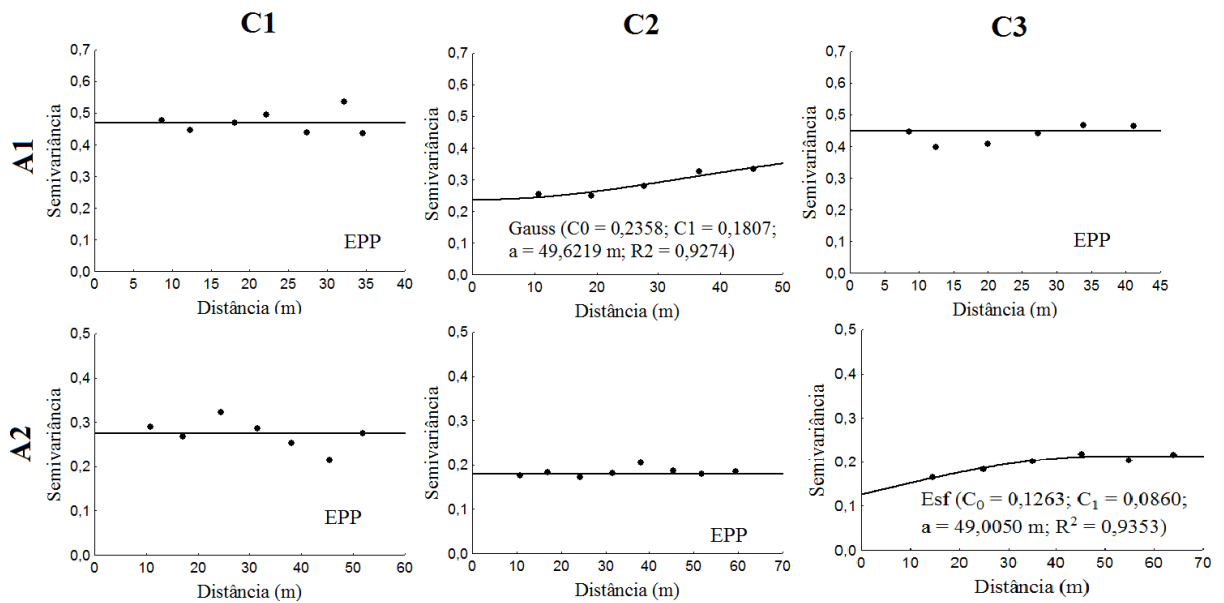 C1
C2
C3
A1
Semivariância
0,7
0,6
0,5
0,4
0,3
0,2
0,1
0,0
EPP
0 5 10 15 20 25 30 35 40
Distância (m)
Semivariância
0,7
0,6
0,5
0,4
0,3
0,2
0,1
0,0
Gauss (C0 = 0,2358; C1 = 0,1807;
a = 49,6219 m; R2 = 0,9274)
0 10 20 30 40 50
Distância (m)
Semivariância
0,7
0,6
0,5
0,4
0,3
0,2
0,1
0,0
EPP
0 5 10 15 20 25 30 35 40 45
Distância (m)
A2
Semivariância
0,5
0,4
0,3
0,2
0,1
0,0
EPP
0 10 20 30 40 50 60
Distância (m)
Semivariância
0,5
0,4
0,3
0,2
0,1
0,0
EPP
0 10 20 30 40 50 60 70
Distância (m)
Semivariância
0,5
0,4
0,3
0,2
0,1
0,0
Esf (C₀ = 0,1263; C₁ = 0,0860;
a = 49,0050 m; R² = 0,9353)
0 10 20 30 40 50 60 70
Distância (m)